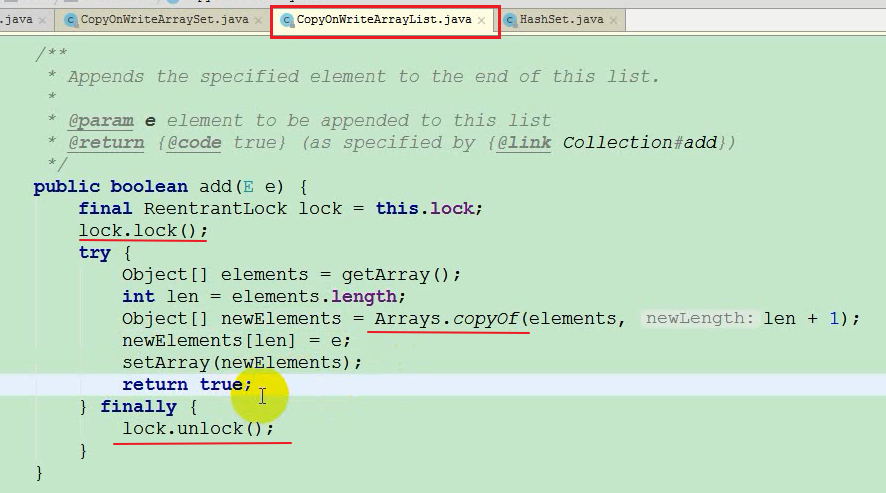 .java CopyOnWriteArraySet.java CopyOnWriteArrayList.java HashSet.java
/**
 * Appends the specified element to the end of this list.
 *
 * @param e element to be appended to this list
 * @return {@code true} (as specified by {@link Collection#add})
 */
public boolean add(E e) {
    final ReentrantLock lock = this.lock;
    lock.lock();
    try {
        Object[] elements = getArray();
        int len = elements.length;
        Object[] newElements = Arrays.copyOf(elements, newLength: len + 1);
        newElements[len] = e;
        setArray(newElements);
        return true;
    } finally {
        lock.unlock();
    }
}